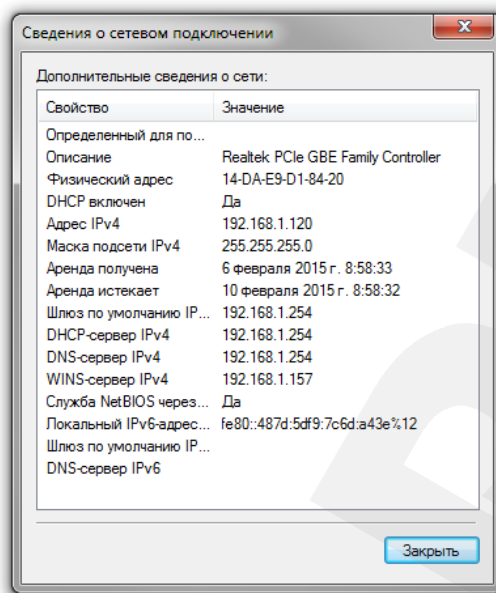 Сведения о сетевом подключении
Дополнительные сведения о сети:
Свойство Значение
Определенный для по...
Описание Realtek PCIe GBE Family Controller
Физический адрес 14-DA-E9-D1-84-20
DHCP включен Да
Адрес IPv4 192.168.1.120
Маска подсети IPv4 255.255.255.0
Аренда получена 6 февраля 2015 г. 8:58:33
Аренда истекает 10 февраля 2015 г. 8:58:32
Шлюз по умолчанию IP... 192.168.1.254
DHCP-сервер IPv4 192.168.1.254
DNS-сервер IPv4 192.168.1.254
WINS-сервер IPv4 192.168.1.157
Служба NetBIOS через... Да
Локальный IPv6-адрес... fe80::487d:5df9:7c6d:a43e%12
Шлюз по умолчанию IP...
DNS-сервер IPv6
Закрыть